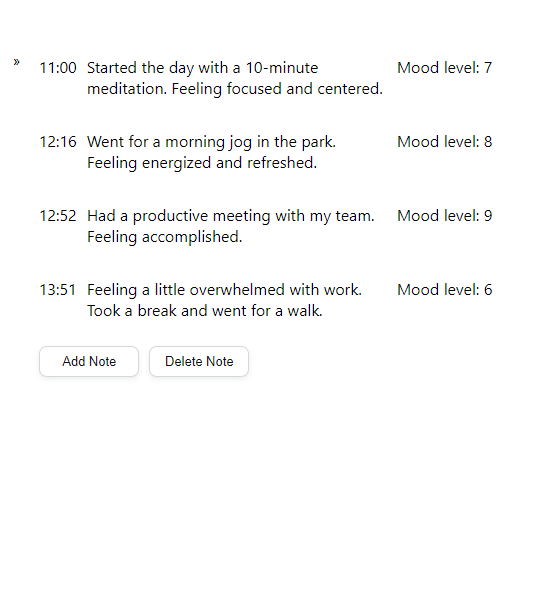 » 11:00 Started the day with a 10-minute Mood level: 7
meditation. Feeling focused and centered.
12:16 Went for a morning jog in the park. Mood level: 8
Feeling energized and refreshed.
12:52 Had a productive meeting with my team. Mood level: 9
Feeling accomplished.
13:51 Feeling a little overwhelmed with work. Mood level: 6
Took a break and went for a walk.
Add Note Delete Note